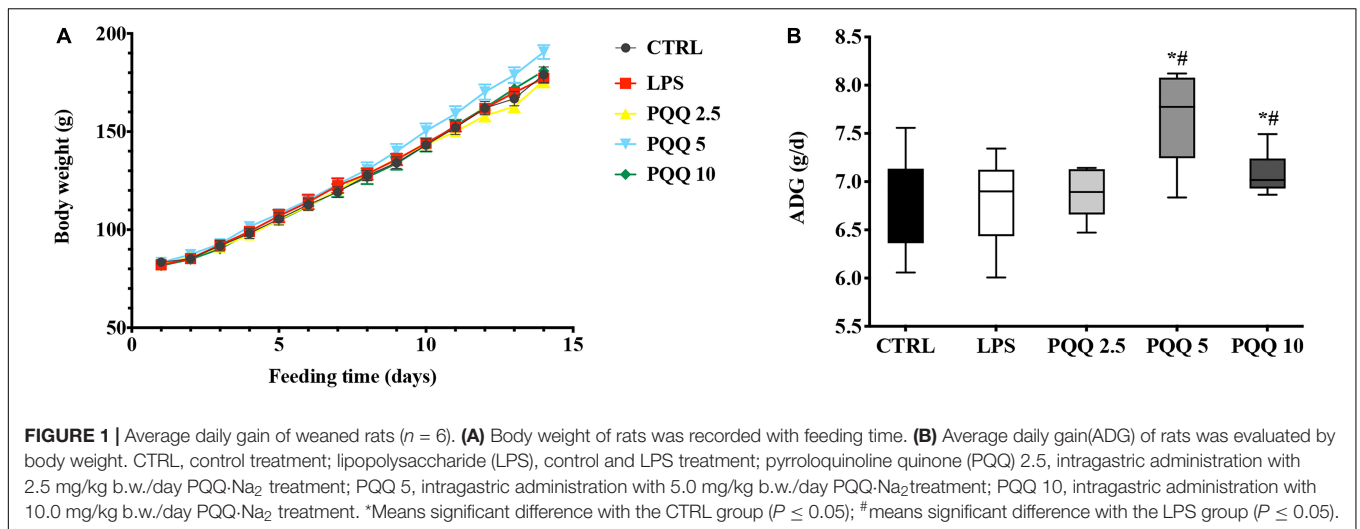 A
200
150
100
50
Body weight (g)
0
5
10
15
Feeding time (days)
CTRL
LPS
PQQ 2.5
PQQ 5
PQQ 10
B
8.5
8.0
7.5
7.0
6.5
6.0
5.5
ADG (g/d)
*#
*#
CTRL
LPS
PQQ 2.5
PQQ 5
PQQ 10
FIGURE 1 | Average daily gain of weaned rats (n = 6). (A) Body weight of rats was recorded with feeding time. (B) Average daily gain(ADG) of rats was evaluated by
body weight. CTRL, control treatment; lipopolysaccharide (LPS), control and LPS treatment; pyrroloquinoline quinone (PQQ) 2.5, intragastric administration with
2.5 mg/kg b.w./day PQQ·Na₂ treatment; PQQ 5, intragastric administration with 5.0 mg/kg b.w./day PQQ·Na₂treatment; PQQ 10, intragastric administration with
10.0 mg/kg b.w./day PQQ·Na₂ treatment. *Means significant difference with the CTRL group (P ≤ 0.05); #means significant difference with the LPS group (P ≤ 0.05).